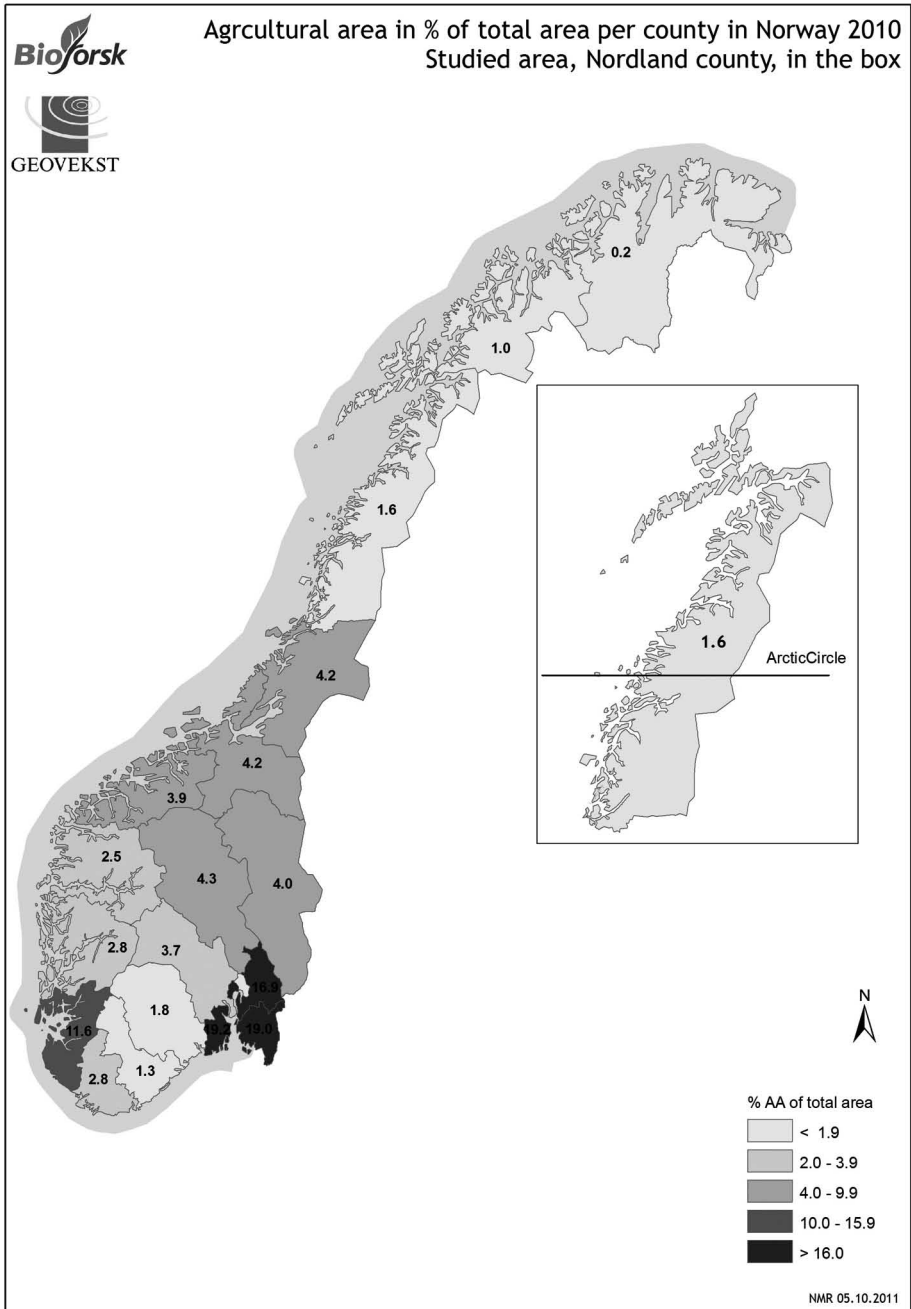 Agrcultural area in % of total area per county in Norway 2010
Studied area, Nordland county, in the box
Bioforsk
GEOVEKST
0.2
1.0
1.6
1.6
ArcticCircle
4.2
4.2
3.9
2.5
4.3
4.0
2.8
3.7
16.9
1.8
11.6
19.2
19.0
1.3
2.8
N
% AA of total area
< 1.9
2.0 - 3.9
4.0 - 9.9
10.0 - 15.9
> 16.0
NMR 05.10.2011